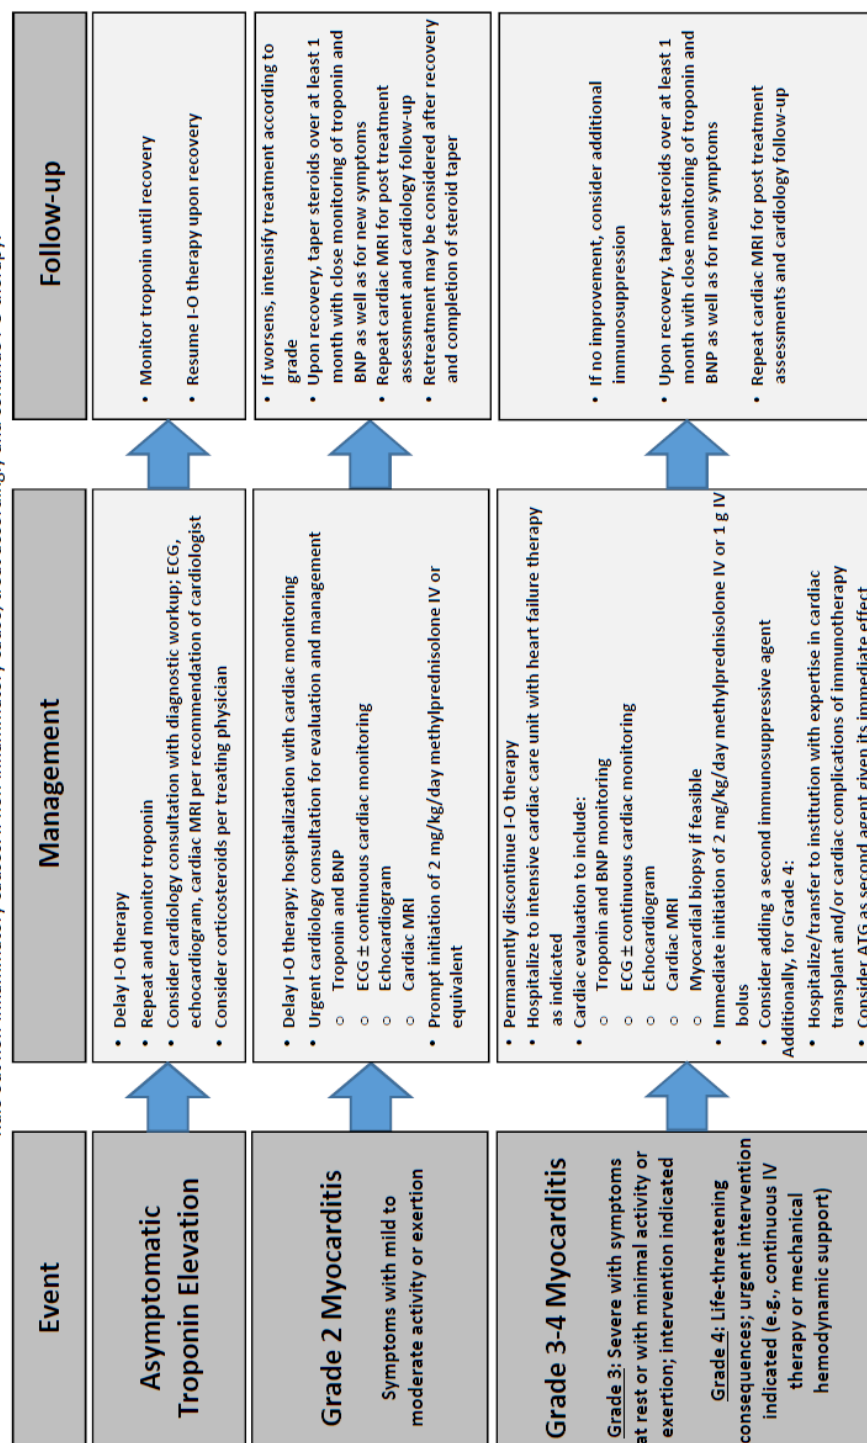 Event
Management
Follow-up
Asymptomatic
Troponin Elevation
• Delay I-O therapy
• Repeat and monitor troponin
• Consider cardiology consultation with diagnostic workup; ECG,
echocardiogram, cardiac MRI per recommendation of cardiologist
• Consider corticosteroids per treating physician
• Monitor troponin until recovery
• Resume I-O therapy upon recovery
Grade 2 Myocarditis
Symptoms with mild to
moderate activity or exertion
• Delay I-O therapy; hospitalization with cardiac monitoring
• Urgent cardiology consultation for evaluation and management
○ Troponin and BNP
○ ECG ± continuous cardiac monitoring
○ Echocardiogram
○ Cardiac MRI
• Prompt initiation of 2 mg/kg/day methylprednisolone IV or
equivalent
• If worsens, intensify treatment according to
grade
• Upon recovery, taper steroids over at least 1
month with close monitoring of troponin and
BNP as well as for new symptoms
• Repeat cardiac MRI for post treatment
assessment and cardiology follow-up
• Retreatment may be considered after recovery
and completion of steroid taper
Grade 3-4 Myocarditis
Grade 3: Severe with symptoms
at rest or with minimal activity or
exertion; intervention indicated
Grade 4: Life-threatening
consequences; urgent intervention
indicated (e.g., continuous IV
therapy or mechanical
hemodynamic support)
• Permanently discontinue I-O therapy
• Hospitalize to intensive cardiac care unit with heart failure therapy
as indicated
• Cardiac evaluation to include:
○ Troponin and BNP monitoring
○ ECG ± continuous cardiac monitoring
○ Echocardiogram
○ Cardiac MRI
○ Myocardial biopsy if feasible
• Immediate initiation of 2 mg/kg/day methylprednisolone IV or 1 g IV
bolus
• Consider adding a second immunosuppressive agent
Additionally, for Grade 4:
• Hospitalize/transfer to institution with expertise in cardiac
transplant and/or cardiac complications of immunotherapy
• Consider ATG as second agent given its immediate effect
• If no improvement, consider additional
immunosuppression
• Upon recovery, taper steroids over at least 1
month with close monitoring of troponin and
BNP as well as for new symptoms
• Repeat cardiac MRI for post treatment
assessments and cardiology follow-up